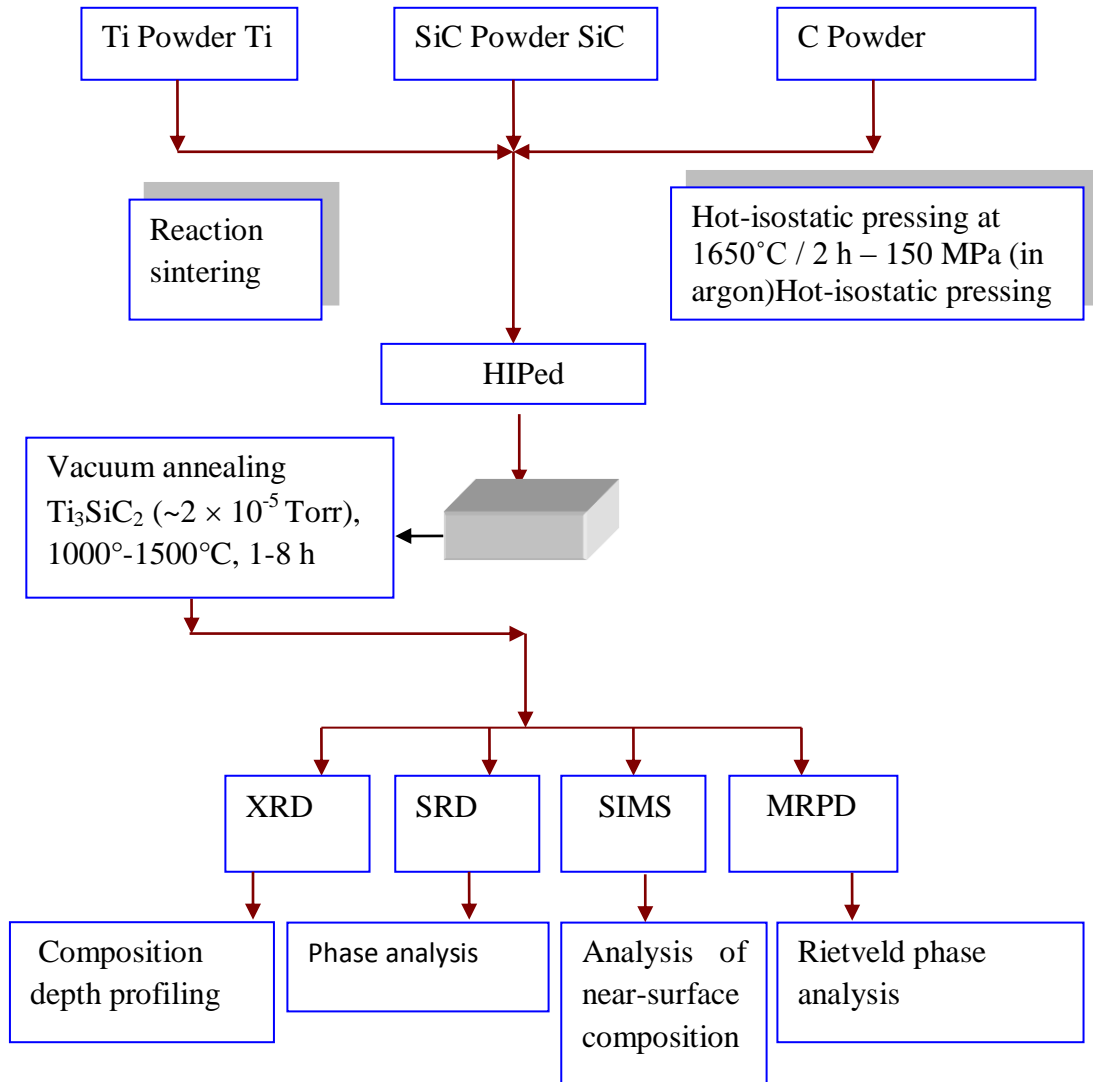 Ti Powder Ti
SiC Powder SiC
C Powder
Reaction
sintering
Hot-isostatic pressing at
1650˚C / 2 h – 150 MPa (in
argon)Hot-isostatic pressing
HIPed
Vacuum annealing
Ti₃SiC₂ (~2 × 10⁻⁵ Torr),
1000°-1500°C, 1-8 h
XRD
SRD
SIMS
MRPD
Composition
depth profiling
Phase analysis
Analysis of
near-surface
composition
Rietveld phase
analysis